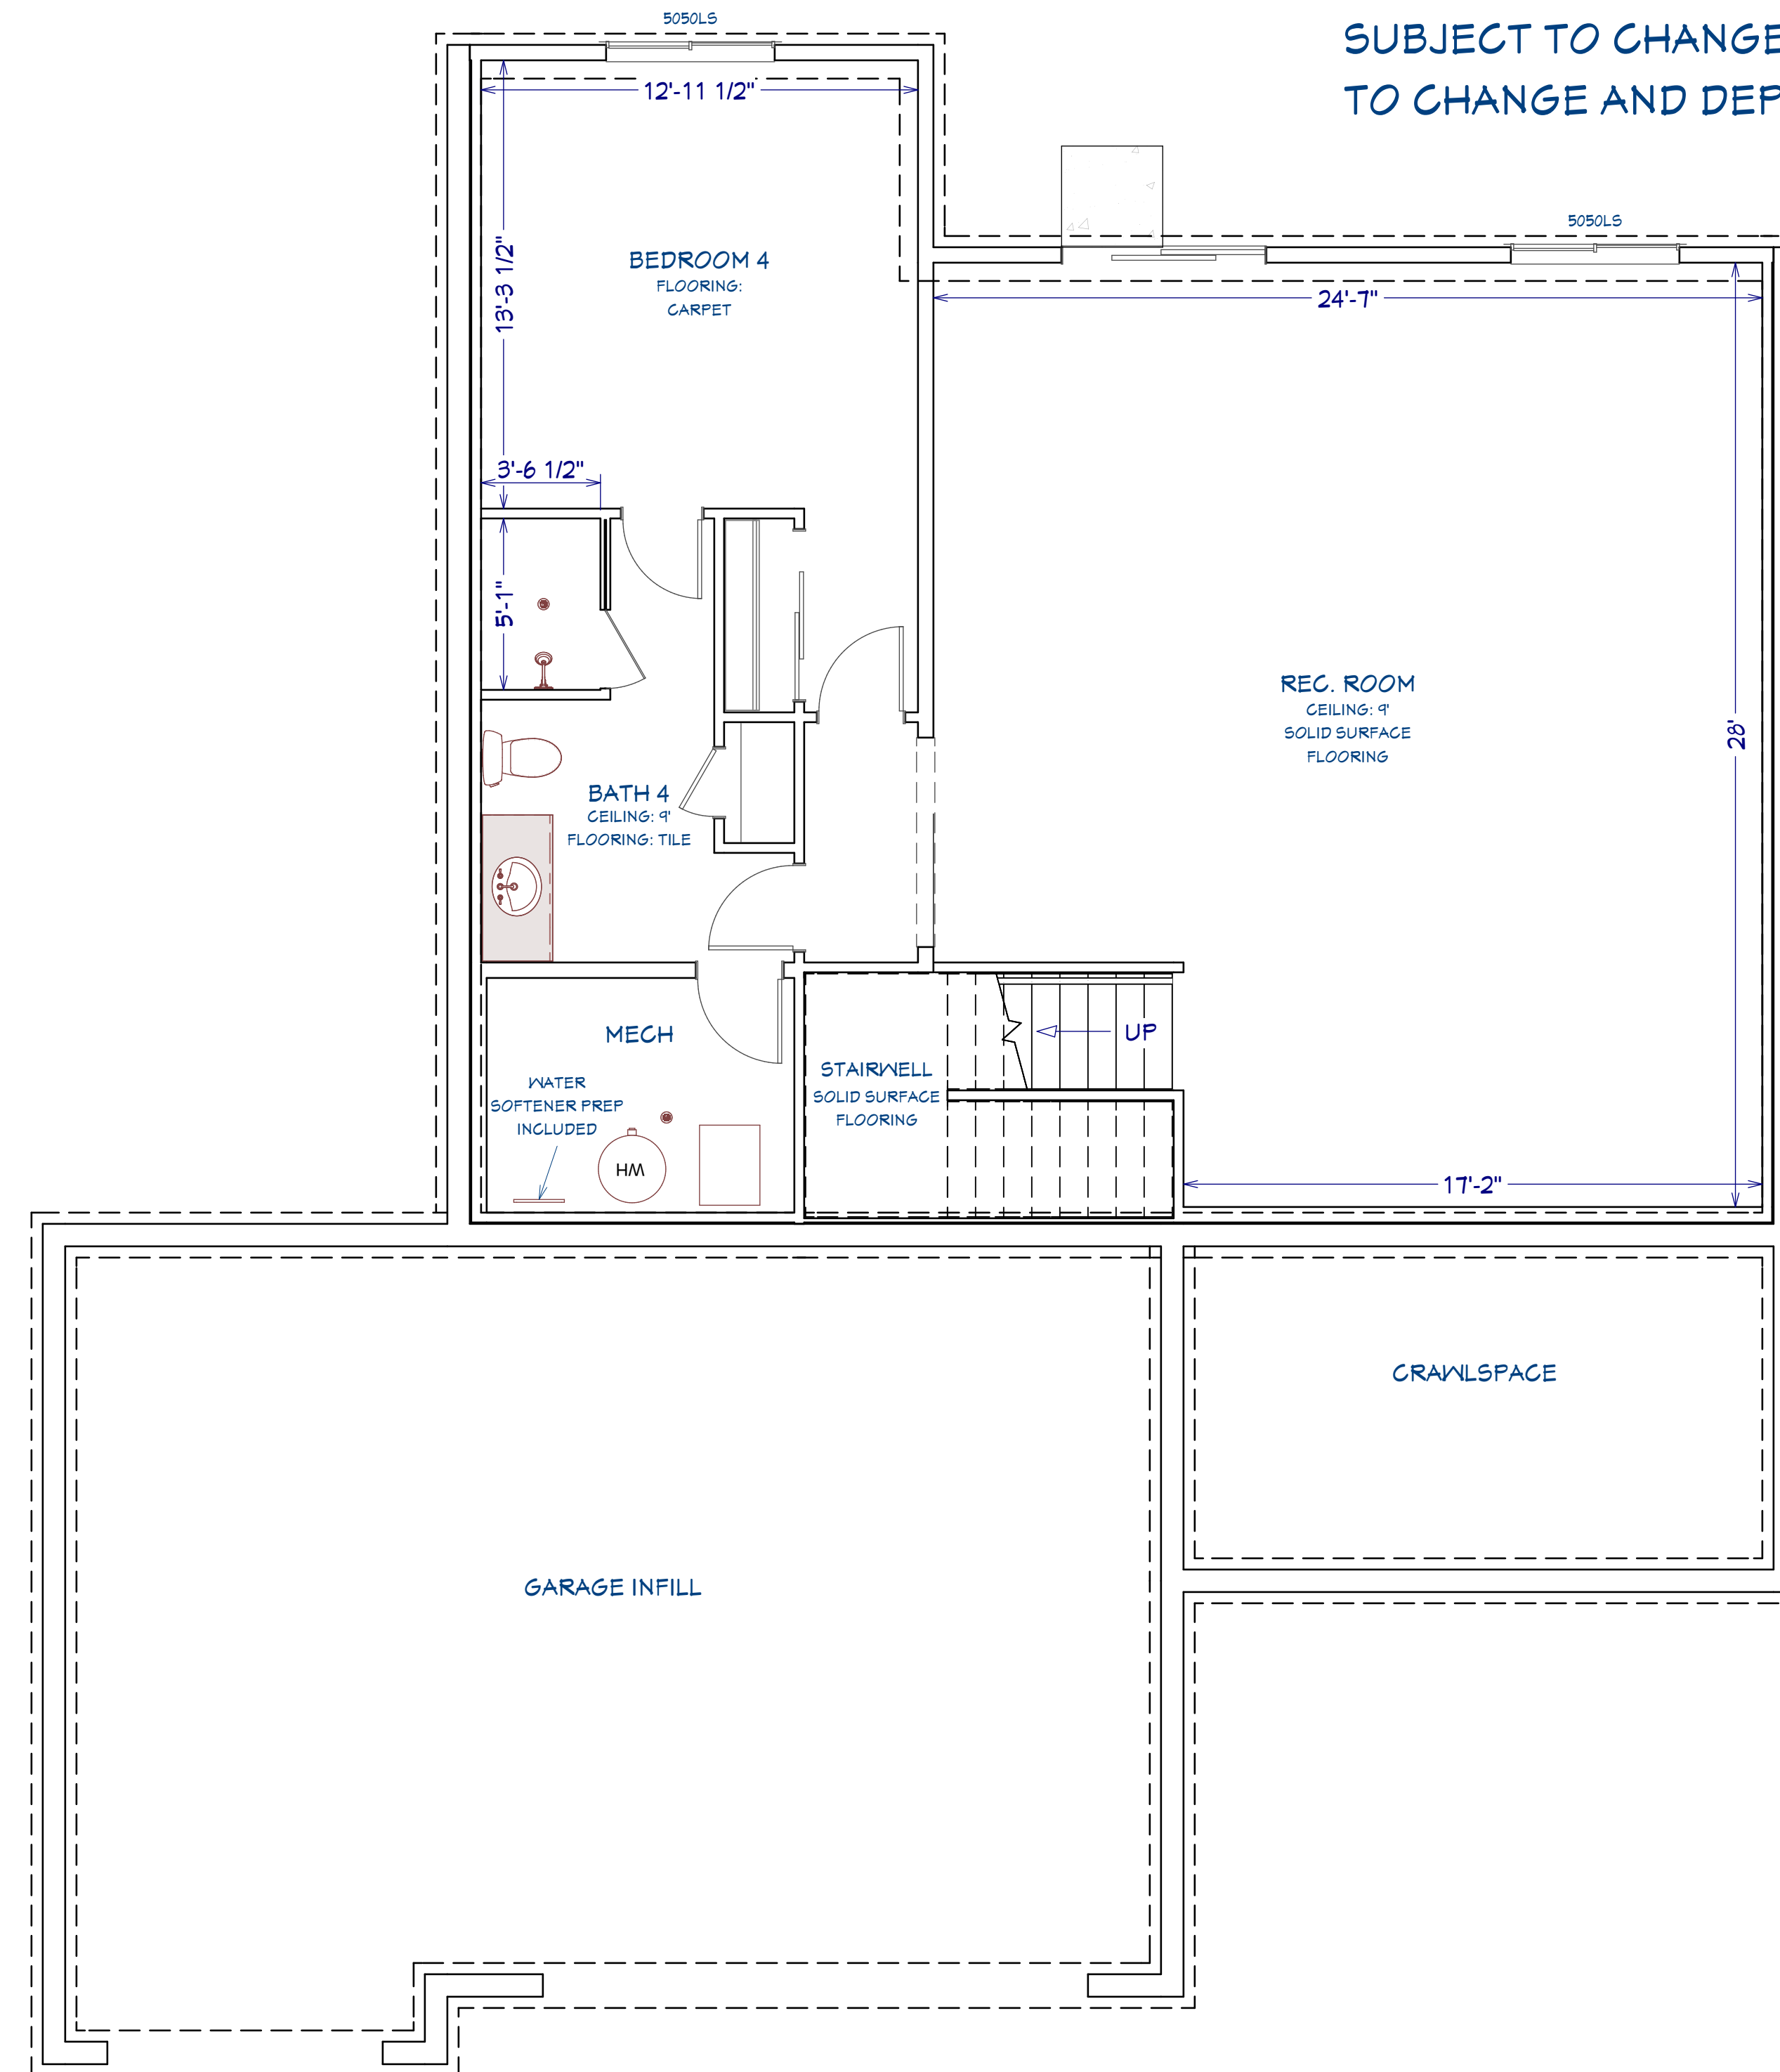 5050LS
SUBJECT TO CHANGE
TO CHANGE AND DEP
12'-11 1/2"
5050LS
13'-3 1/2"
BEDROOM 4
FLOORING:
CARPET
24'-7"
3'-6 1/2"
5'-1"
REC. ROOM
CEILING: 9'
SOLID SURFACE
FLOORING
28'
BATH 4
CEILING: 9'
FLOORING: TILE
MECH
UP
STAIRWELL
SOLID SURFACE
FLOORING
WATER
SOFTENER PREP
INCLUDED
WH
17'-2"
CRAWLSPACE
GARAGE INFILL